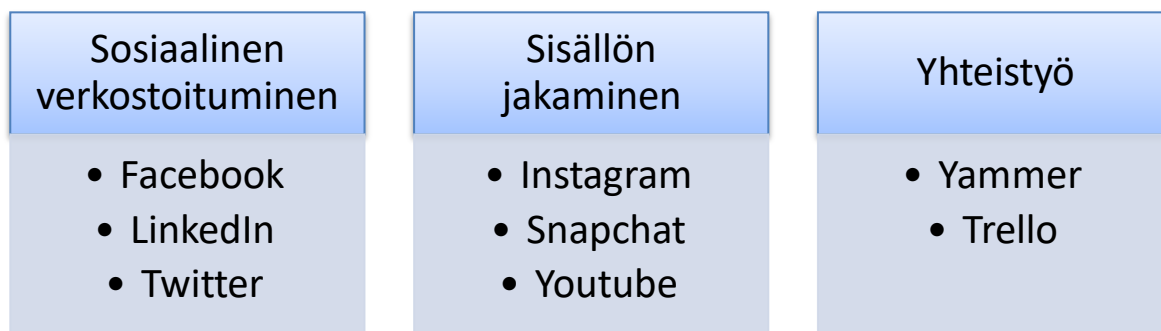 Sosiaalinen
verkostoituminen
• Facebook
• LinkedIn
• Twitter
Sisällön
jakaminen
• Instagram
• Snapchat
• Youtube
Yhteistyö
• Yammer
• Trello